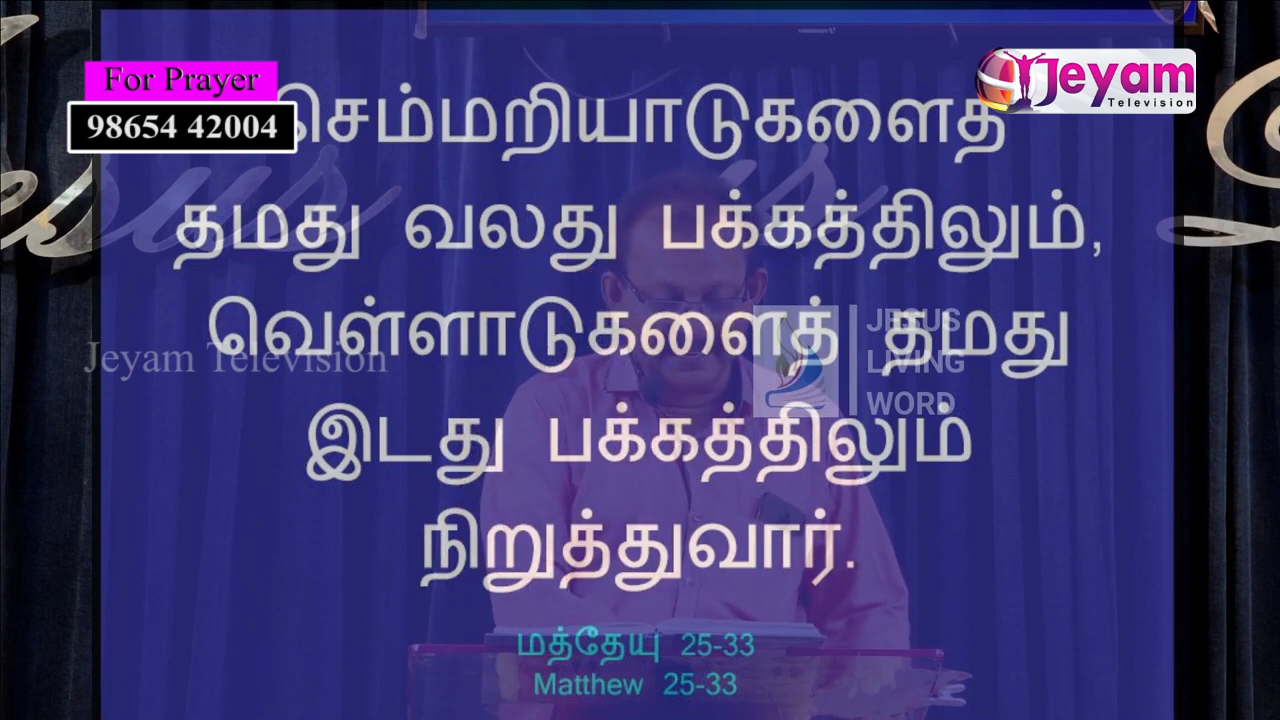 For Prayer
98654 42004
Jeyam
Television
செம்மறியாடுகளைத்
தமது வலது பக்கத்திலும்,
வெள்ளாடுகளைத் தமது
Jeyam Television
JESUS
LIVING
WORD
இடது பக்கத்திலும்
நிறுத்துவார்.
மத்தேயு 25-33
Matthew 25-33